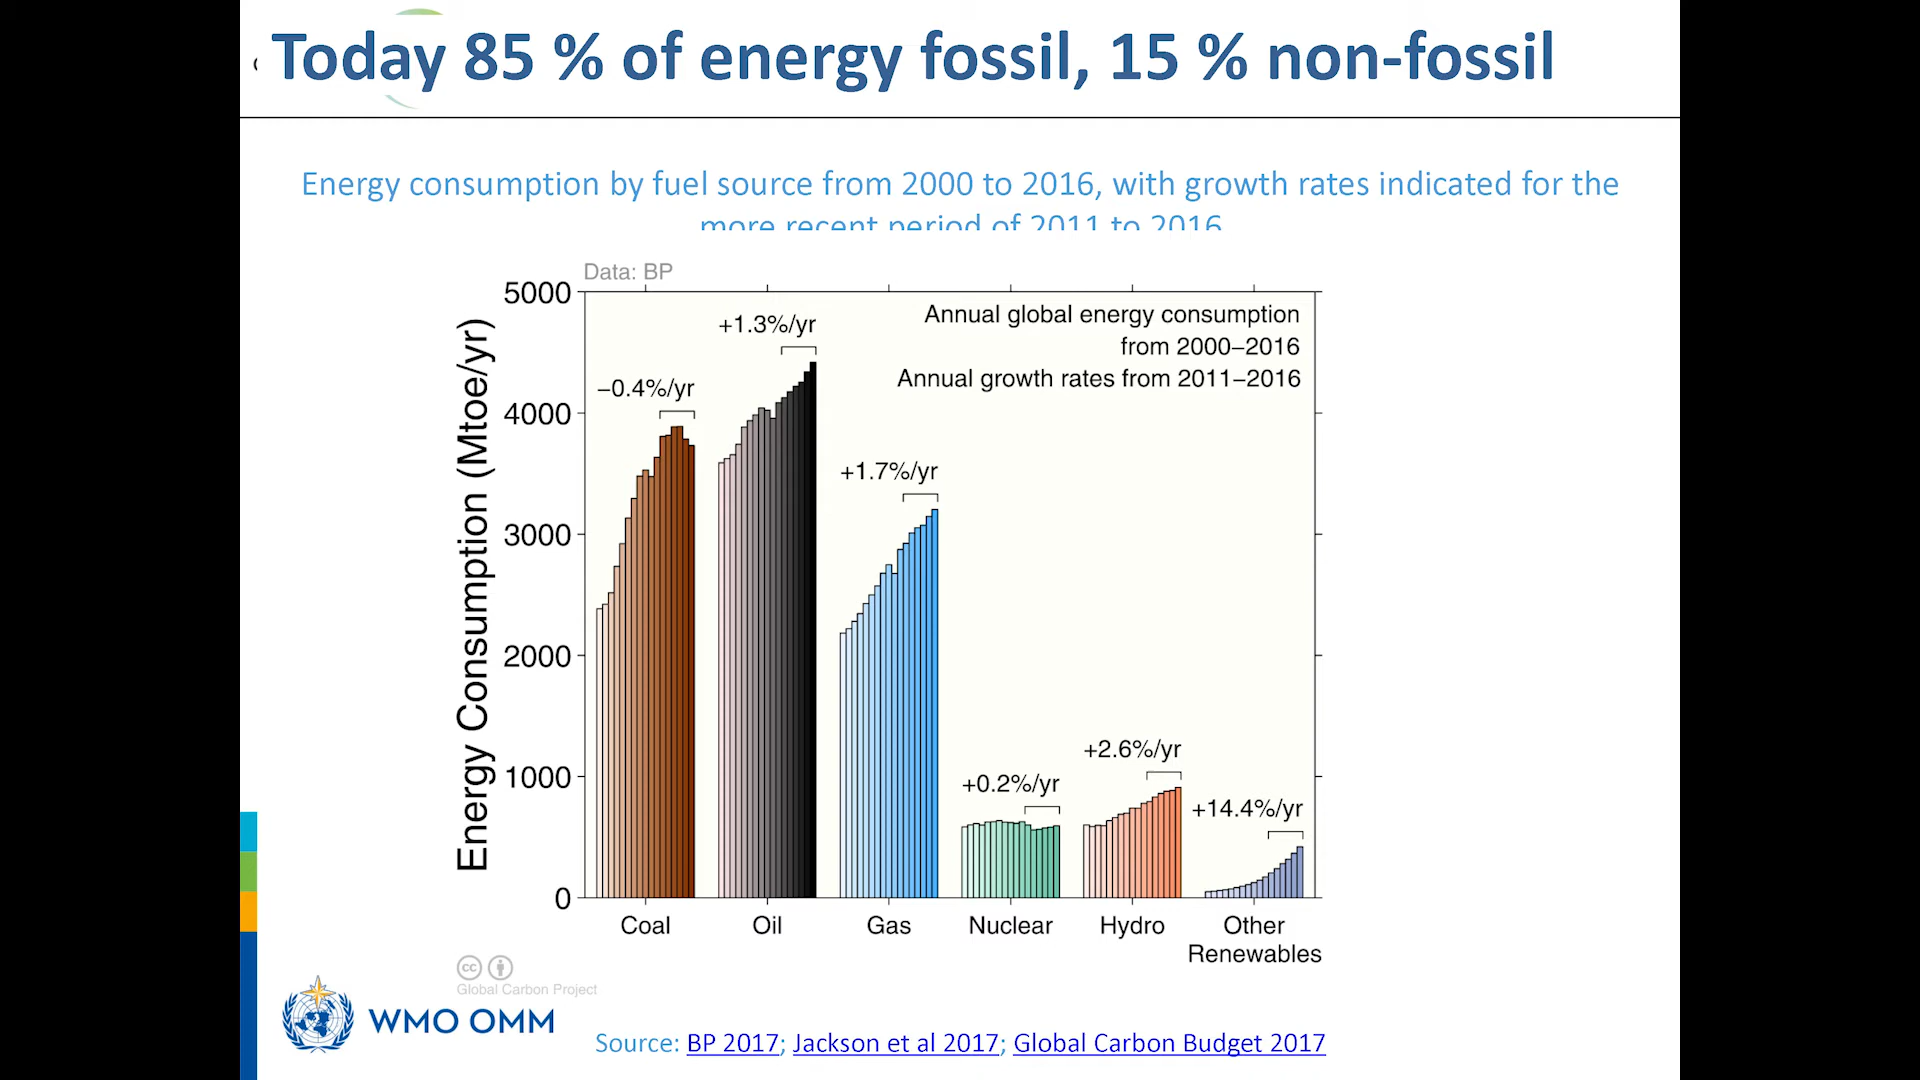 Today 85 % of energy fossil, 15 % non-fossil
Energy consumption by fuel source from 2000 to 2016, with growth rates indicated for the
more recent period of 2011 to 2016
Data: BP
Annual global energy consumption
from 2000–2016
Annual growth rates from 2011–2016
Energy Consumption (Mtoe/yr)
5000
4000
3000
2000
1000
0
−0.4%/yr
+1.3%/yr
+1.7%/yr
+0.2%/yr
+2.6%/yr
+14.4%/yr
Coal
Oil
Gas
Nuclear
Hydro
Other
Renewables
cc
Global Carbon Project
WMO OMM
Source: BP 2017; Jackson et al 2017; Global Carbon Budget 2017